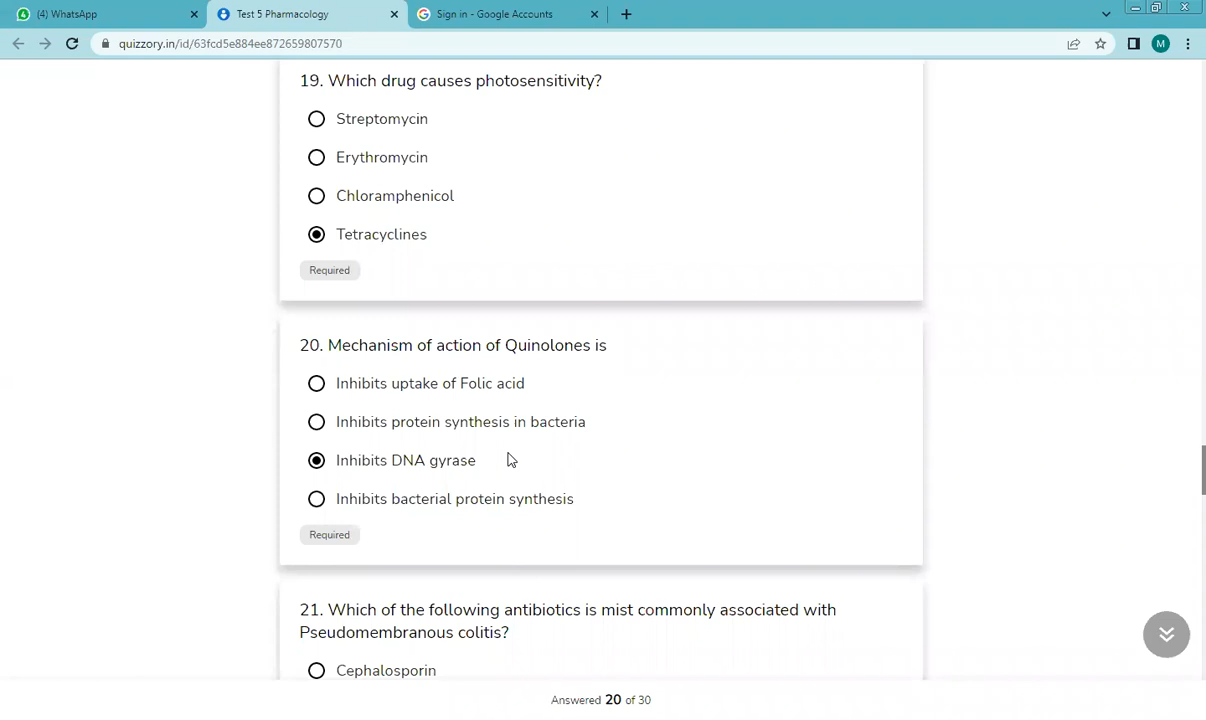 (4) WhatsApp
Test 5 Pharmacology
Sign in - Google Accounts
quizzory.in/id/63fcd5e884ee872659807570
M
19. Which drug causes photosensitivity?
Streptomycin
Erythromycin
Chloramphenicol
Tetracyclines
Required
20. Mechanism of action of Quinolones is
Inhibits uptake of Folic acid
Inhibits protein synthesis in bacteria
Inhibits DNA gyrase
Inhibits bacterial protein synthesis
Required
21. Which of the following antibiotics is mist commonly associated with
Pseudomembranous colitis?
Cephalosporin
Answered 20 of 30